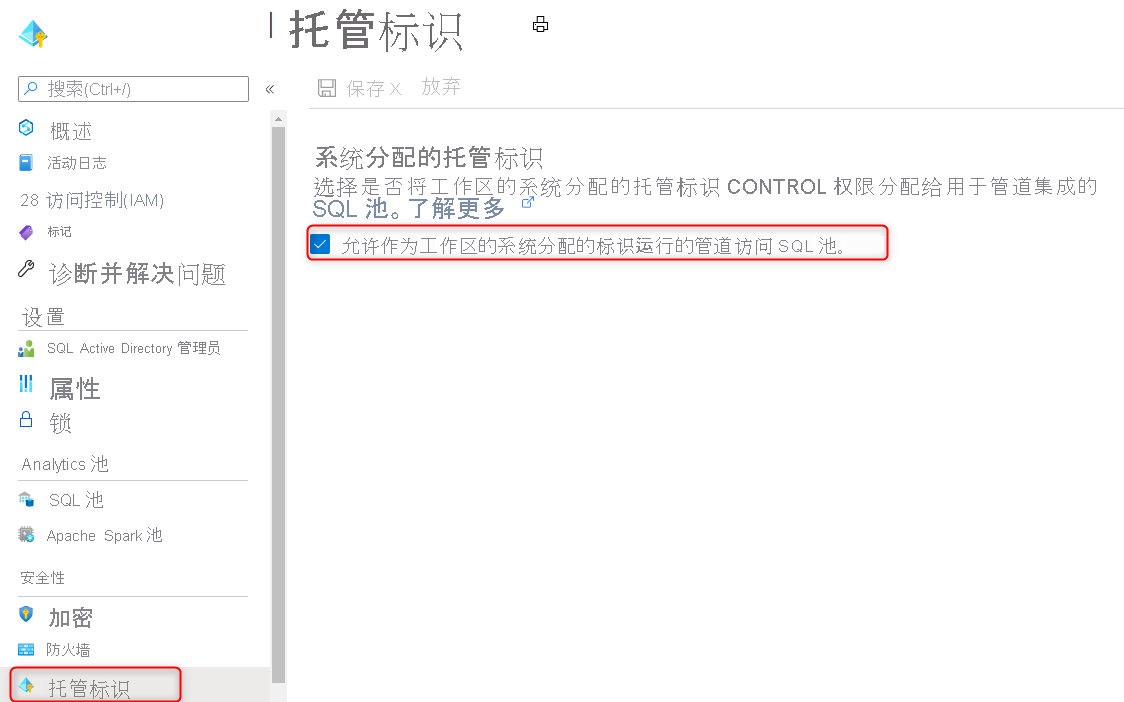 托管标识
搜索(Ctrl+/)
«
保存 X 放弃
概述
活动日志
28 访问控制(IAM)
标记
诊断并解决问题
设置
SQL Active Directory 管理员
属性
锁
Analytics 池
SQL 池
Apache Spark 池
安全性
加密
防火墙
托管标识
系统分配的托管标识
选择是否将工作区的系统分配的托管标识 CONTROL 权限分配给用于管道集成的
SQL 池。了解更多
允许作为工作区的系统分配的标识运行的管道访问 SQL 池。